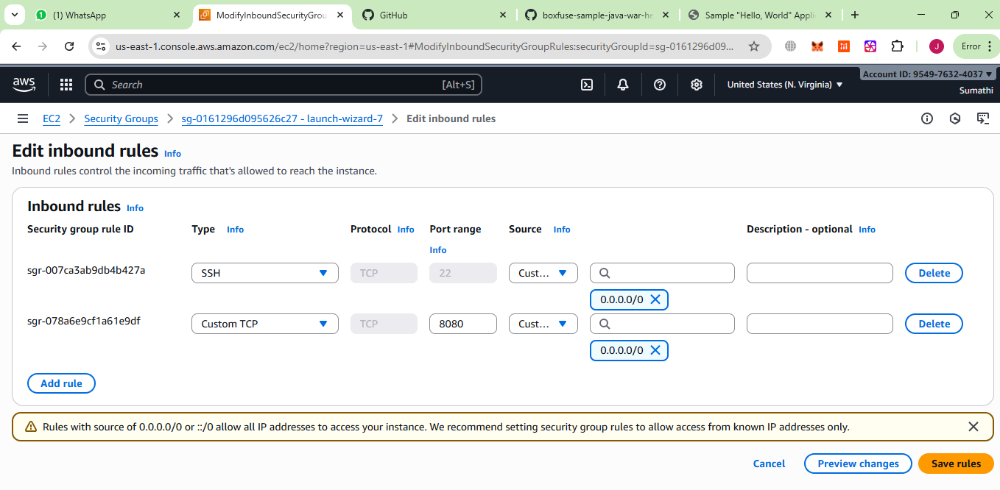 (1) WhatsApp
ModifyInboundSecurityGrou
GitHub
boxfuse-sample-java-war-he
Sample "Hello, World" Appli
us-east-1.console.aws.amazon.com/ec2/home?region=us-east-1#ModifyInboundSecurityGroupRules:securityGroupId=sg-0161296d09...
J
Error
aws
Search
[Alt+S]
United States (N. Virginia)
Account ID: 9549-7632-4037
Sumathi
EC2
Security Groups
sg-0161296d095626c27 - launch-wizard-7
Edit inbound rules
Edit inbound rules Info
Inbound rules control the incoming traffic that's allowed to reach the instance.
Inbound rules Info
Security group rule ID
Type Info
Protocol Info
Port range
Info
Source Info
Description - optional Info
sgr-007ca3ab9db4b427a
SSH
TCP
22
Cust...
Delete
0.0.0.0/0
sgr-078a6e9cf1a61e9df
Custom TCP
TCP
8080
Cust...
Delete
0.0.0.0/0
Add rule
Rules with source of 0.0.0.0/0 or ::/0 allow all IP addresses to access your instance. We recommend setting security group rules to allow access from known IP addresses only.
Cancel
Preview changes
Save rules